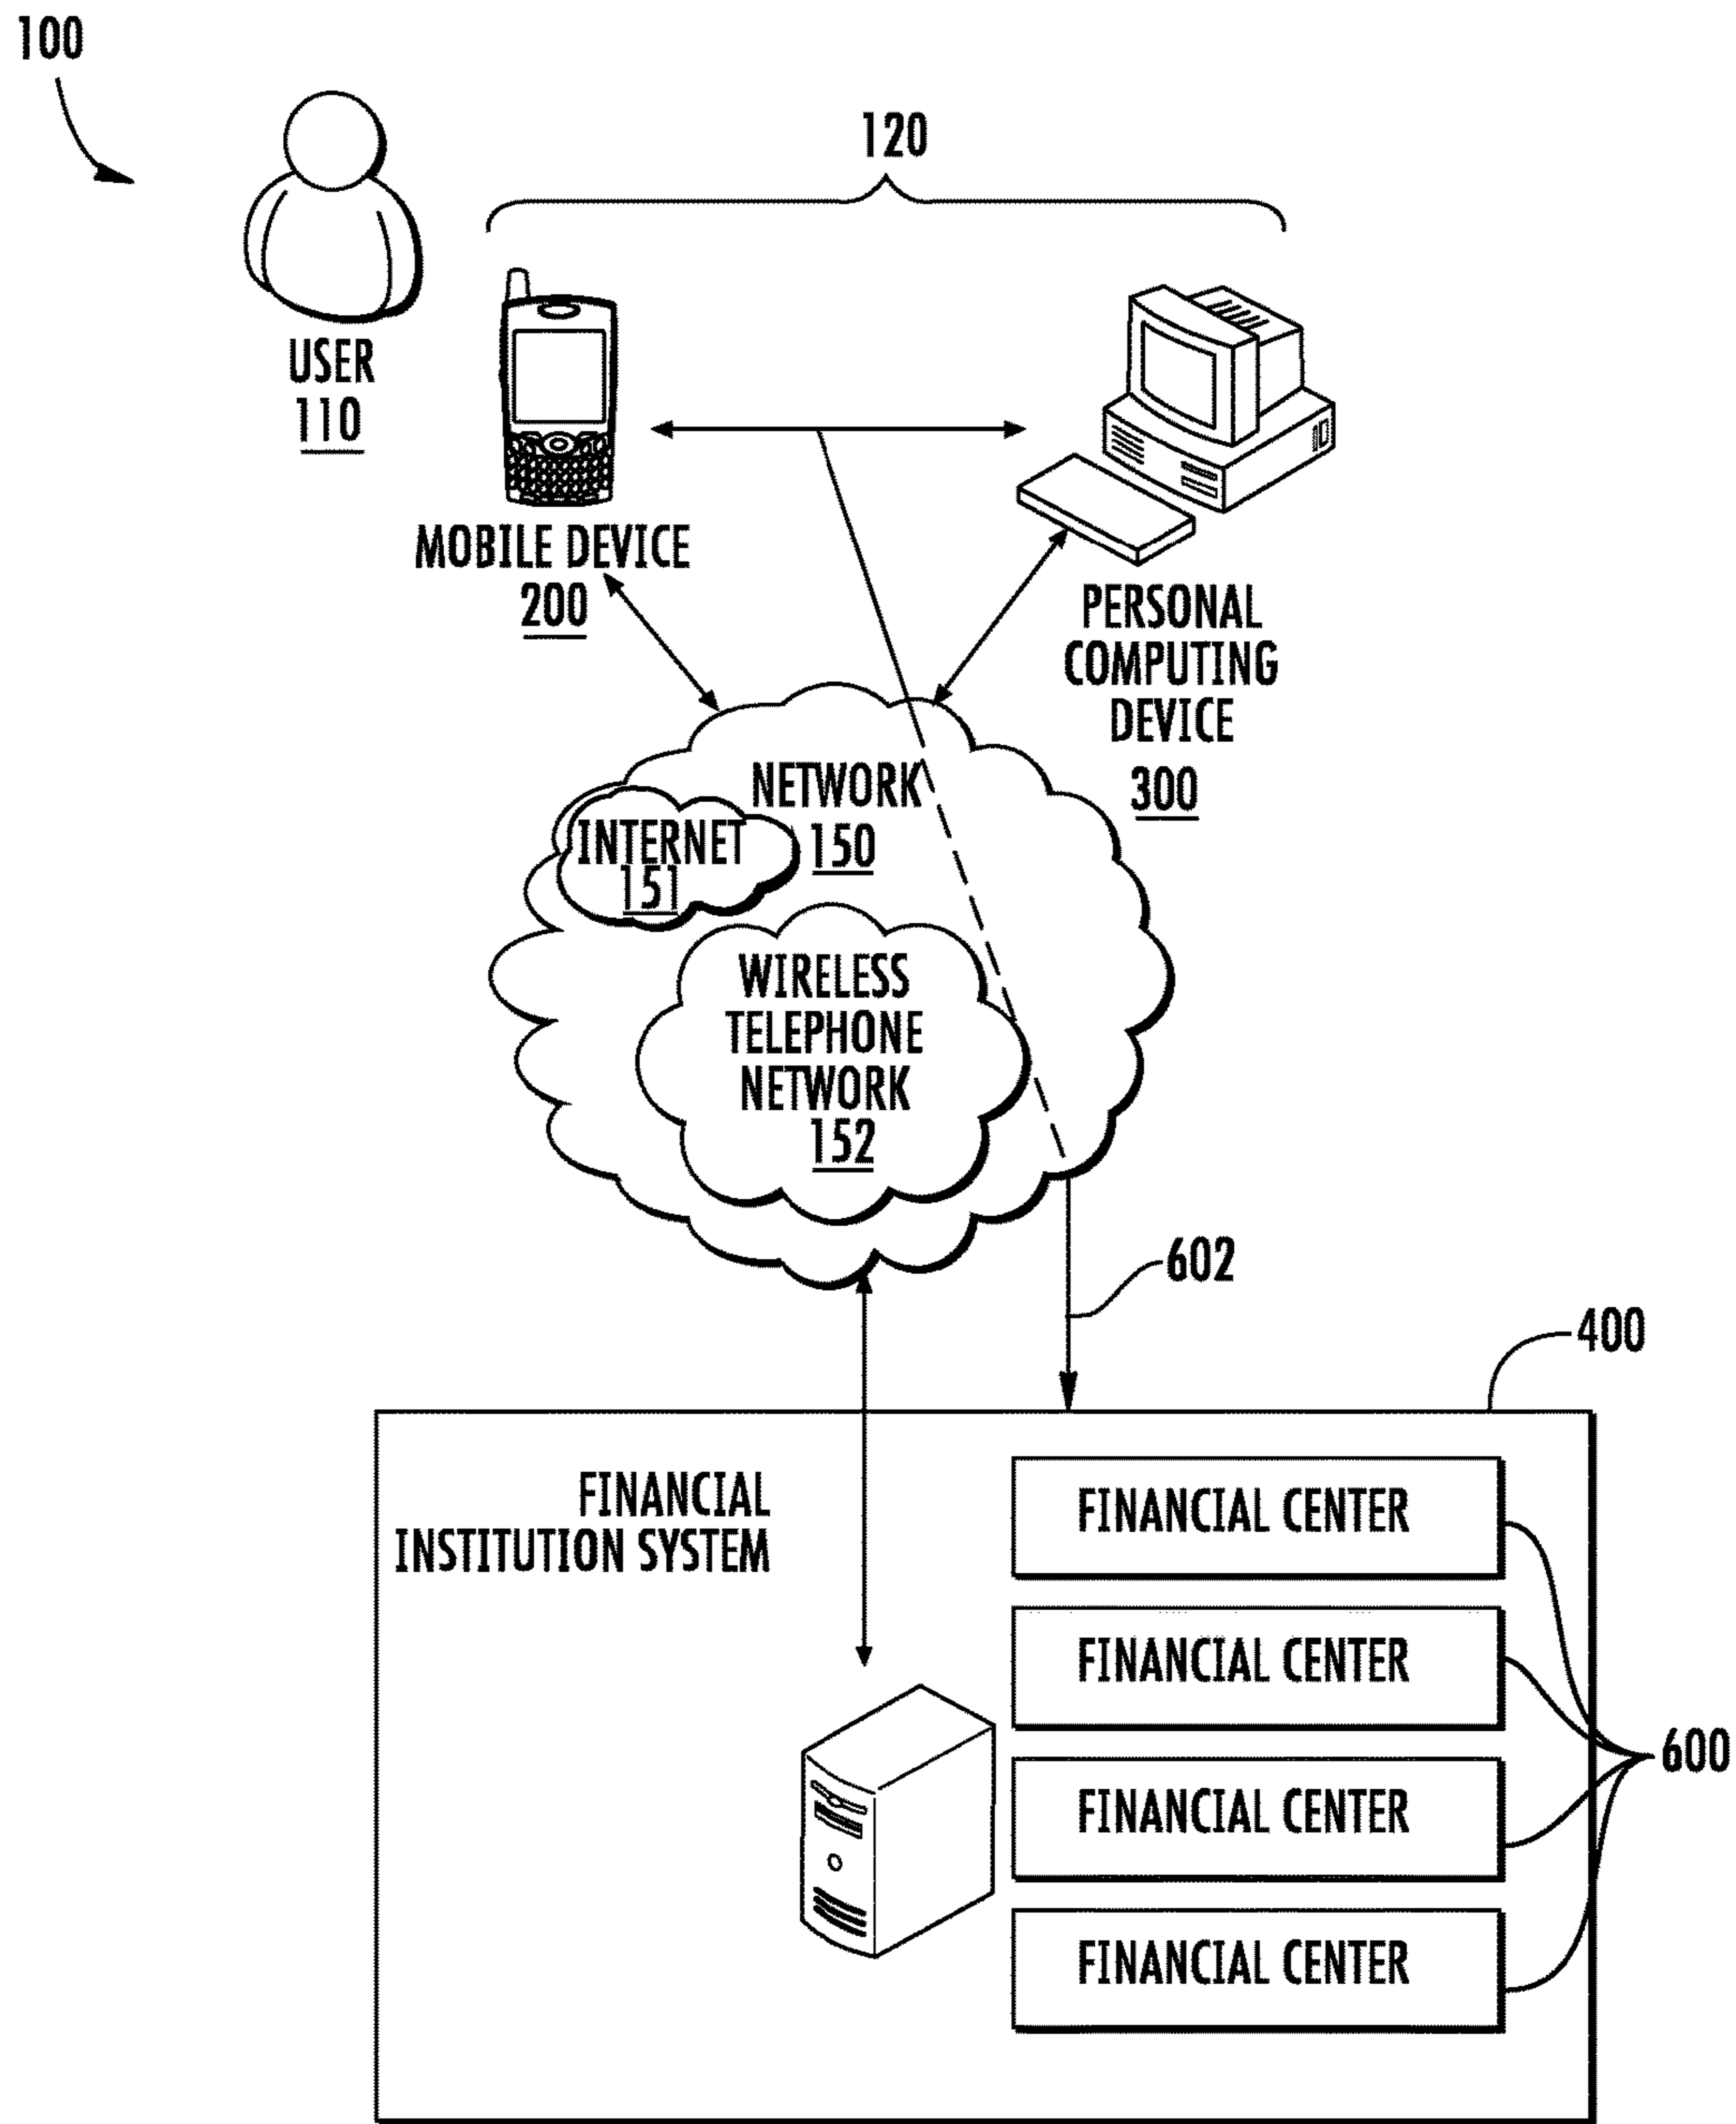 100
120
USER
110
MOBILE DEVICE
200
PERSONAL
COMPUTING
DEVICE
300
NETWORK
150
INTERNET
151
WIRELESS
TELEPHONE
NETWORK
152
602
400
FINANCIAL
INSTITUTION SYSTEM
FINANCIAL CENTER
FINANCIAL CENTER
FINANCIAL CENTER
FINANCIAL CENTER
600